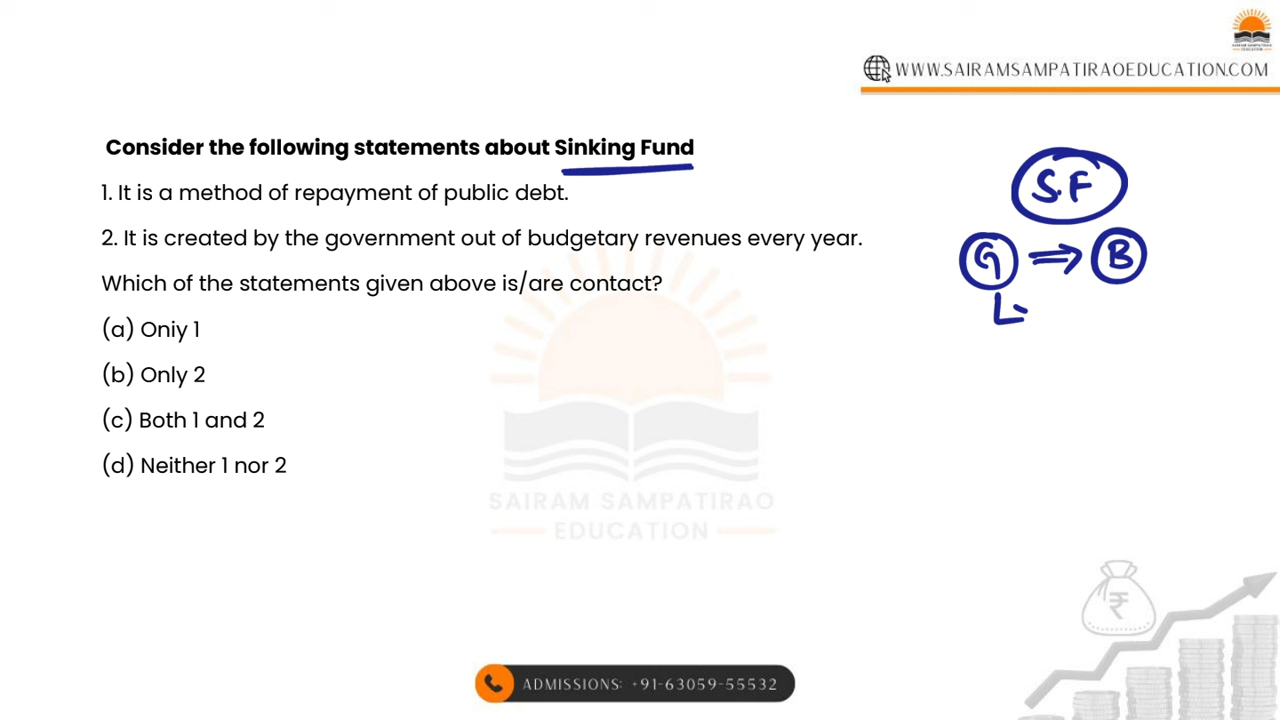 WWW.SAIRAMSAMPATIRAOEDUCATION.COM
Consider the following statements about Sinking Fund
1. It is a method of repayment of public debt.
2. It is created by the government out of budgetary revenues every year.
Which of the statements given above is/are contact?
(a) Oniy 1
(b) Only 2
(c) Both 1 and 2
(d) Neither 1 nor 2
S.F
G ⇒ B
SAIRAM SAMPATIRAO
EDUCATION
ADMISSIONS: +91-63059-55532